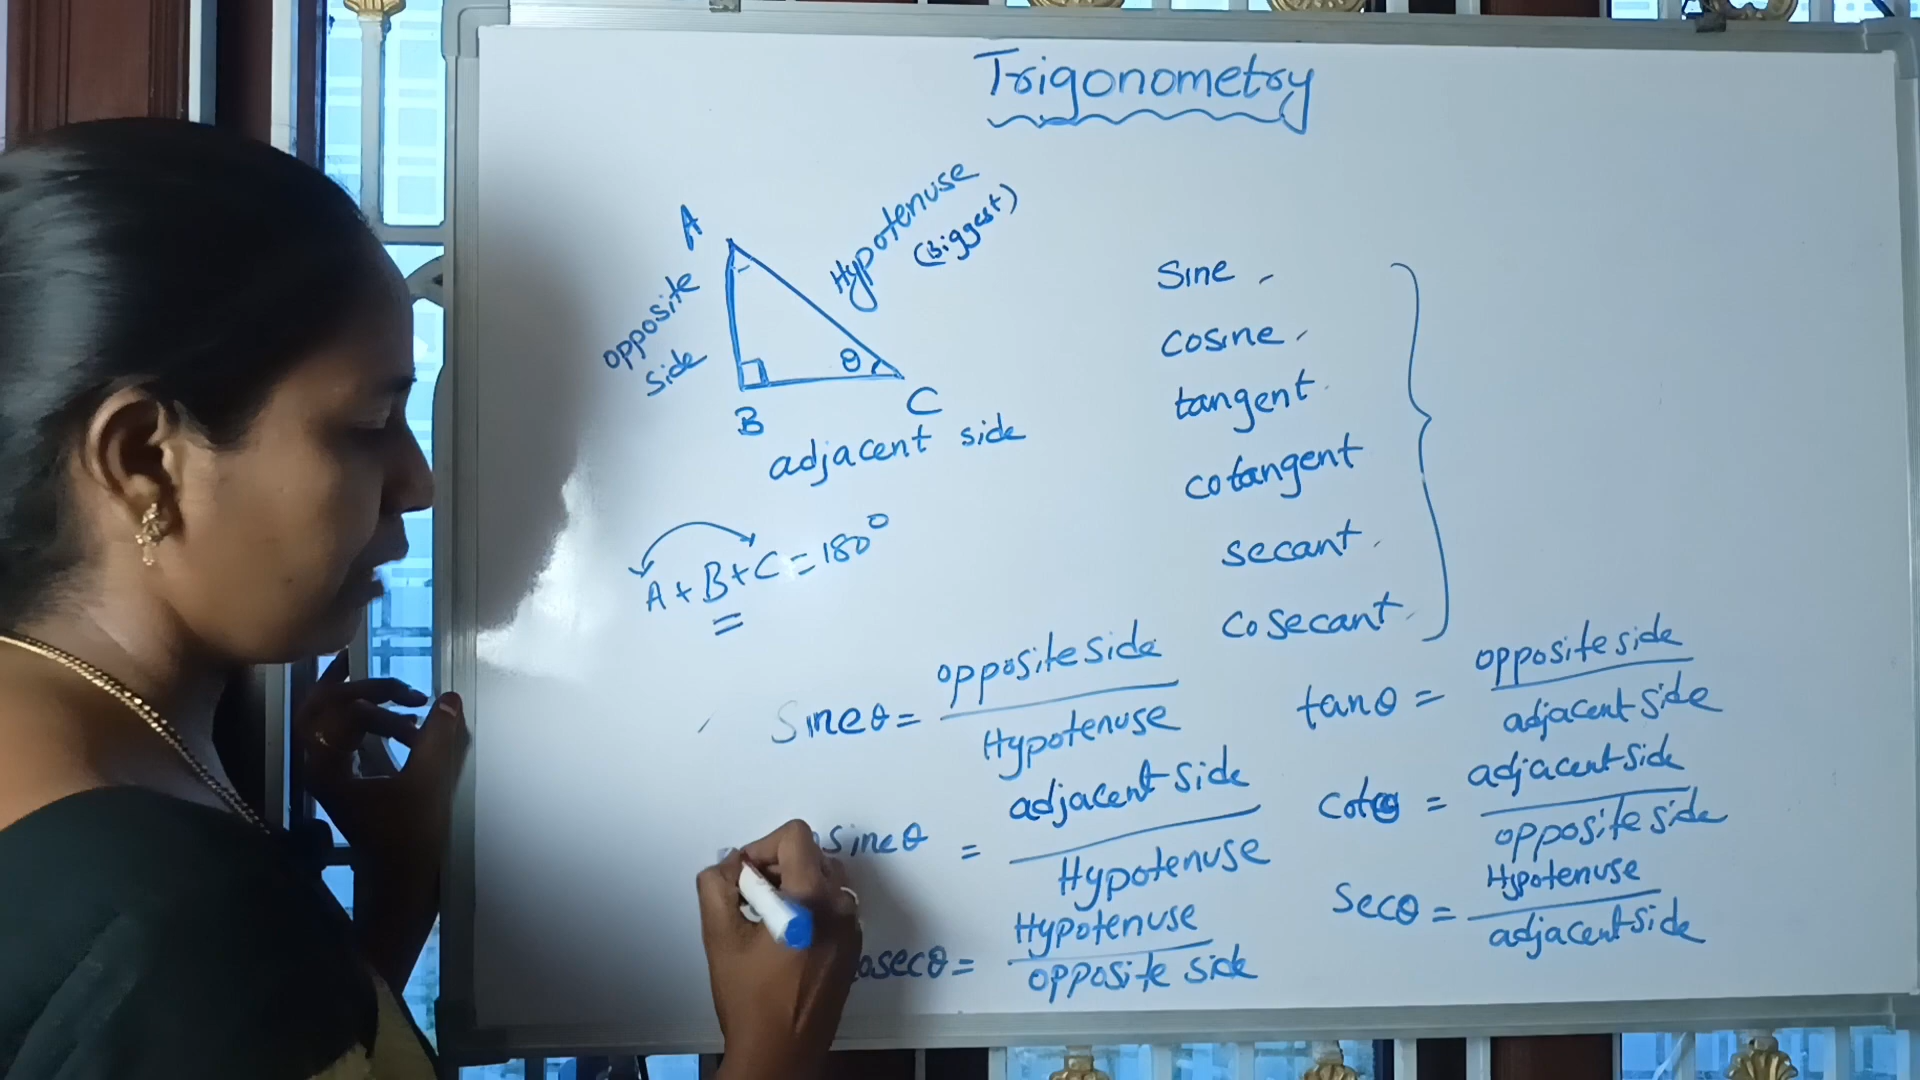 Trigonometry
A
Hypotenuse
(Biggest)
opposite
side
θ
B
C
adjacent side
A+B+C=180°
Sine
cosine
tangent
cotangent
secant
cosecant
Sineθ = opposite side / Hypotenuse
sineθ = adjacent side / Hypotenuse
osecθ = Hypotenuse / opposite side
tanθ = opposite side / adjacent side
cotθ = adjacent side / opposite side
Secθ = Hypotenuse / adjacent side